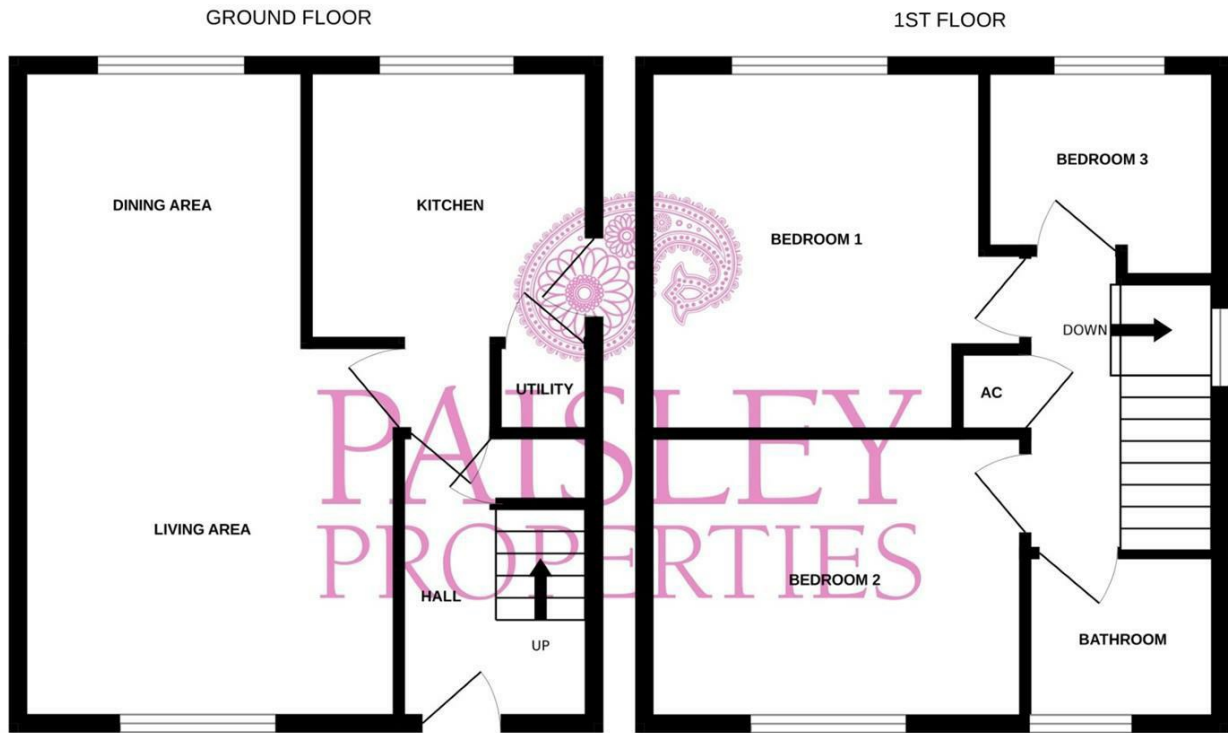 GROUND FLOOR
1ST FLOOR
DINING AREA
KITCHEN
UTILITY
LIVING AREA
HALL
UP
BEDROOM 1
BEDROOM 3
DOWN
AC
BEDROOM 2
BATHROOM
PAISLEY
PROPERTIES